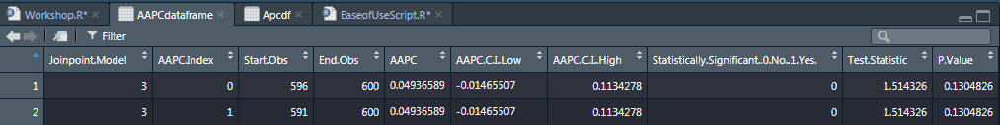 Workshop.R* AAPCdataframe Apcdf EaseofUseScript.R*
Filter
Joinpoint.Model AAPC.Index Start.Obs End.Obs AAPC AAPC.C.I..Low AAPC.C.I..High Statistically.Significant..0.No..1.Yes. Test.Statistic P.Value
1 3 0 596 600 0.04936589 -0.01465507 0.1134278 0 1.514326 0.1304826
2 3 1 591 600 0.04936589 -0.01465507 0.1134278 0 1.514326 0.1304826